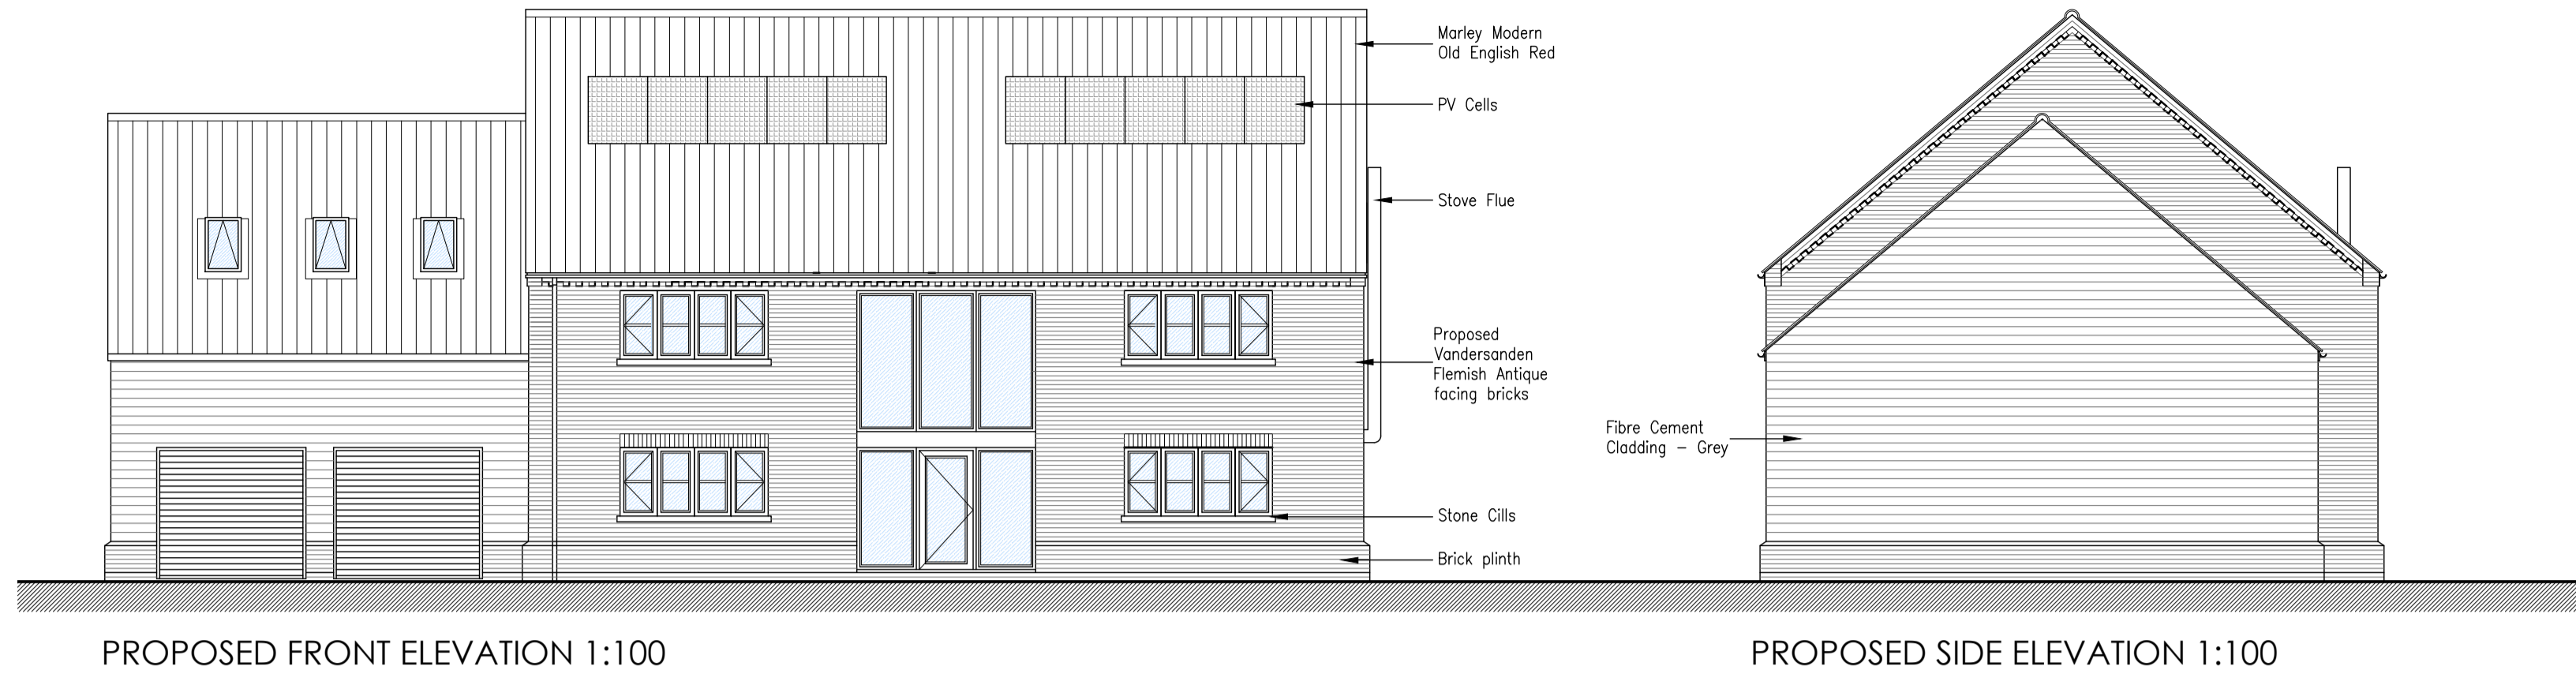 Marley Modern
Old English Red
PV Cells
Stove Flue
Proposed
Vandersanden
Flemish Antique
facing bricks
Fibre Cement
Cladding – Grey
Stone Cills
Brick plinth
PROPOSED FRONT ELEVATION 1:100
PROPOSED SIDE ELEVATION 1:100